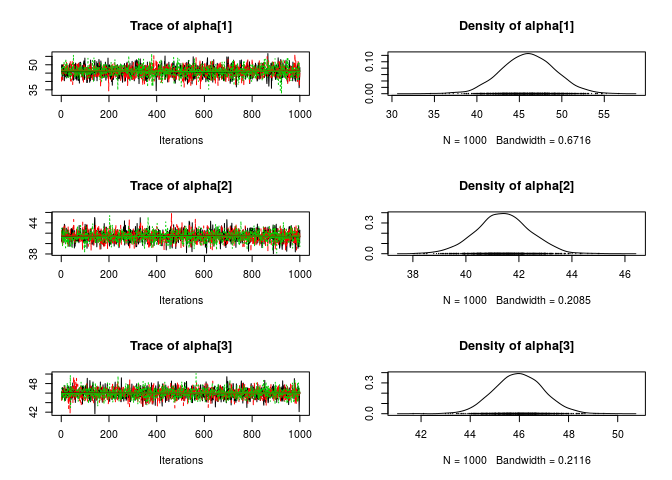 Trace of alpha[1]
35 50
0 200 400 600 800 1000
Iterations
Density of alpha[1]
0.00 0.10
30 35 40 45 50 55
N = 1000 Bandwidth = 0.6716
Trace of alpha[2]
38 44
0 200 400 600 800 1000
Iterations
Density of alpha[2]
0.0 0.3
38 40 42 44 46
N = 1000 Bandwidth = 0.2085
Trace of alpha[3]
42 48
0 200 400 600 800 1000
Iterations
Density of alpha[3]
0.0 0.3
42 44 46 48 50
N = 1000 Bandwidth = 0.2116